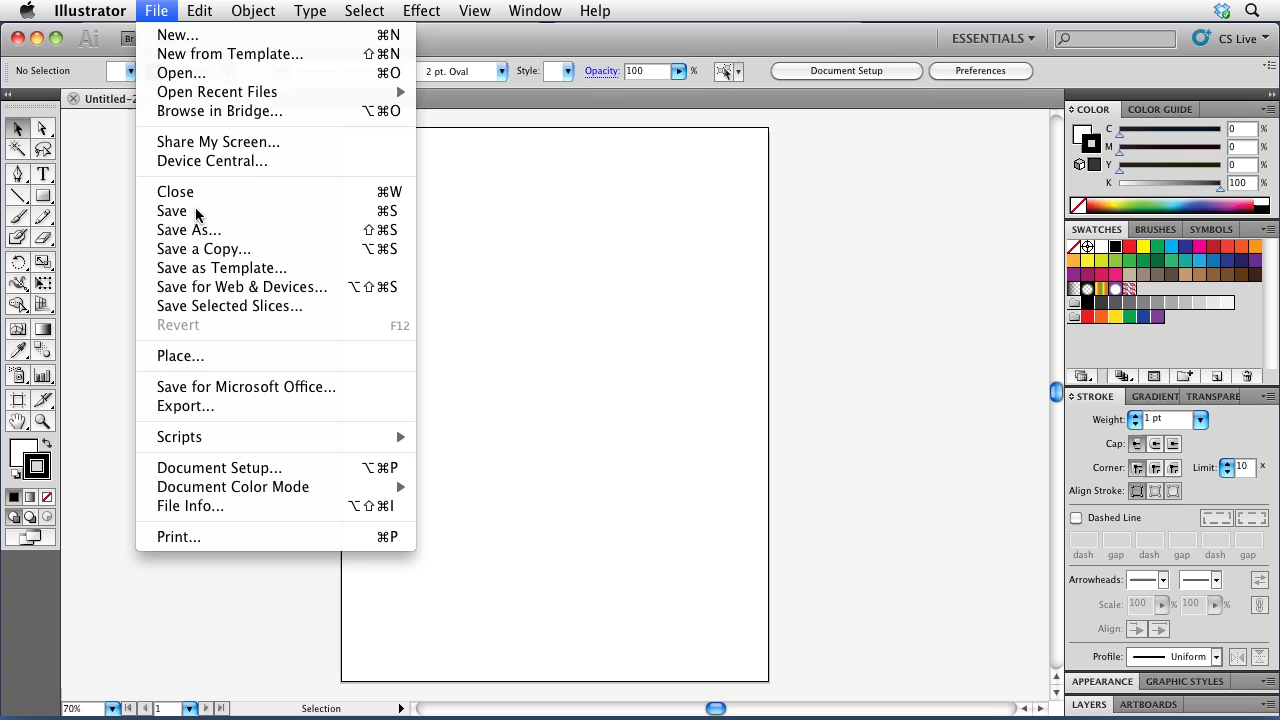 Illustrator File Edit Object Type Select Effect View Window Help
Ai Br ESSENTIALS CS Live
No Selection 2 pt. Oval Style: Opacity: 100 % Document Setup Preferences
Untitled-2
New... ⌘N
New from Template... ⇧⌘N
Open... ⌘O
Open Recent Files
Browse in Bridge... ⌥⌘O
Share My Screen...
Device Central...
Close ⌘W
Save ⌘S
Save As... ⇧⌘S
Save a Copy... ⌥⌘S
Save as Template...
Save for Web & Devices... ⌥⇧⌘S
Save Selected Slices...
Revert F12
Place...
Save for Microsoft Office...
Export...
Scripts
Document Setup... ⌥⌘P
Document Color Mode
File Info... ⌥⇧⌘I
Print... ⌘P
COLOR COLOR GUIDE
C 0 %
M 0 %
Y 0 %
K 100 %
SWATCHES BRUSHES SYMBOLS
STROKE GRADIENT TRANSPARE
Weight: 1 pt
Cap:
Corner: Limit: 10 x
Align Stroke:
Dashed Line
dash gap dash gap dash gap
Arrowheads:
Scale: 100 % 100 %
Align:
Profile: Uniform
APPEARANCE GRAPHIC STYLES
LAYERS ARTBOARDS
70% 1 Selection